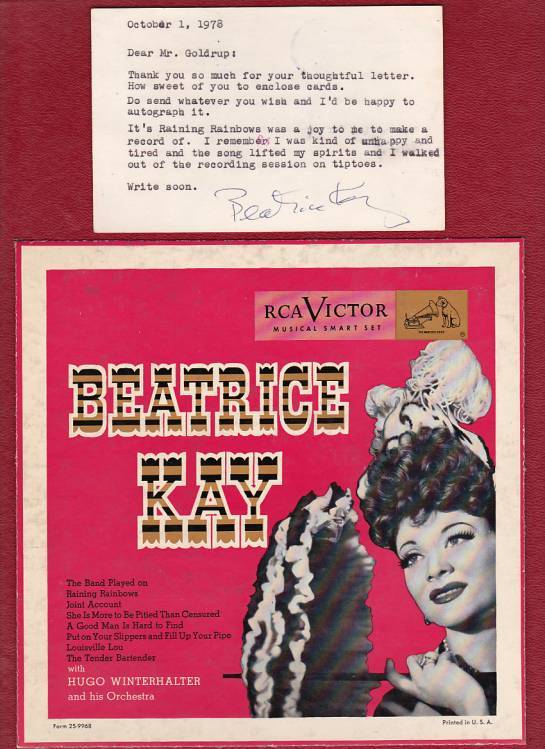 October 1, 1978
Dear Mr. Goldrup:
Thank you so much for your thoughtful letter.
How sweet of you to enclose cards.
Do send whatever you wish and I'd be happy to
autograph it.
It's Raining Rainbows was a joy to me to make a
record of. I remember I was kind of unhappy and
tired and the song lifted my spirits and I walked
out of the recording session on tiptoes.
Write soon.
Beatrice Kay
RCA VICTOR
MUSICAL SMART SET
BEATRICE
KAY
The Band Played on
Raining Rainbows
Joint Account
She Is More to Be Pitied Than Censured
A Good Man Is Hard to Find
Put on Your Slippers and Fill Up Your Pipe
Louisville Lou
The Tender Bartender
with
HUGO WINTERHALTER
and his Orchestra
Form 25-9968
Printed in U. S. A.